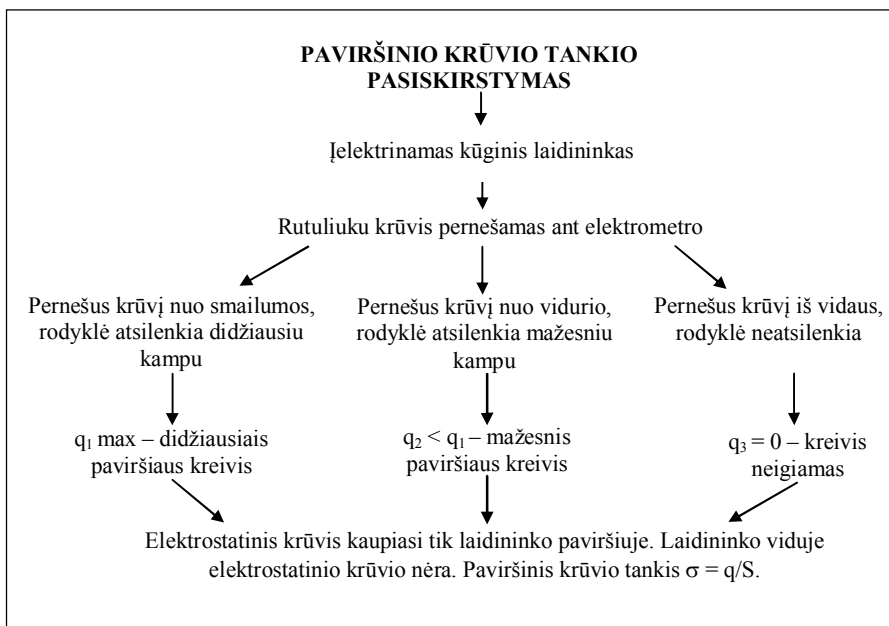 PAVIRŠINIO KRŪVIO TANKIO
PASISKIRSTYMAS
Įelektrinamas kūginis laidininkas
Rutuliuku krūvis pernešamas ant elektrometro
Pernešus krūvį nuo smailumos,
rodyklė atsilenkia didžiausiu
kampu
Pernešus krūvį nuo vidurio,
rodyklė atsilenkia mažesniu
kampu
Pernešus krūvį iš vidaus,
rodyklė neatsilenkia
q₁ max – didžiausiais
paviršiaus kreivis
q₂ < q₁ – mažesnis
paviršiaus kreivis
q₃ = 0 – kreivis
neigiamas
Elektrostatinis krūvis kaupiasi tik laidininko paviršiuje. Laidininko viduje
elektrostatinio krūvio nėra. Paviršinis krūvio tankis σ = q/S.